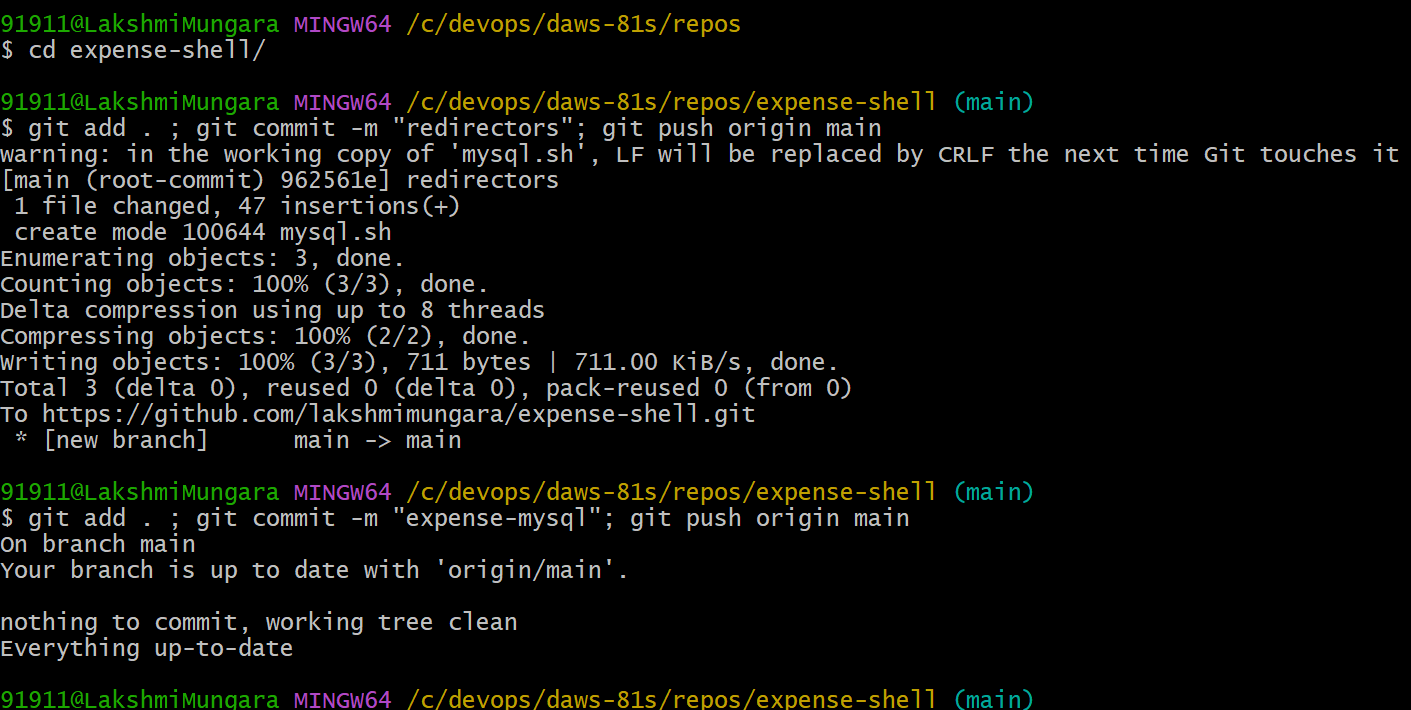 91911@LakshmiMungara MINGW64 /c/devops/daws-81s/repos
$ cd expense-shell/
91911@LakshmiMungara MINGW64 /c/devops/daws-81s/repos/expense-shell (main)
$ git add . ; git commit -m "redirectors"; git push origin main
warning: in the working copy of 'mysql.sh', LF will be replaced by CRLF the next time Git touches it
[main (root-commit) 962561e] redirectors
 1 file changed, 47 insertions(+)
 create mode 100644 mysql.sh
Enumerating objects: 3, done.
Counting objects: 100% (3/3), done.
Delta compression using up to 8 threads
Compressing objects: 100% (2/2), done.
Writing objects: 100% (3/3), 711 bytes | 711.00 KiB/s, done.
Total 3 (delta 0), reused 0 (delta 0), pack-reused 0 (from 0)
To https://github.com/lakshmimungara/expense-shell.git
 * [new branch]      main -> main
91911@LakshmiMungara MINGW64 /c/devops/daws-81s/repos/expense-shell (main)
$ git add . ; git commit -m "expense-mysql"; git push origin main
On branch main
Your branch is up to date with 'origin/main'.
nothing to commit, working tree clean
Everything up-to-date
91911@LakshmiMungara MINGW64 /c/devops/daws-81s/repos/expense-shell (main)